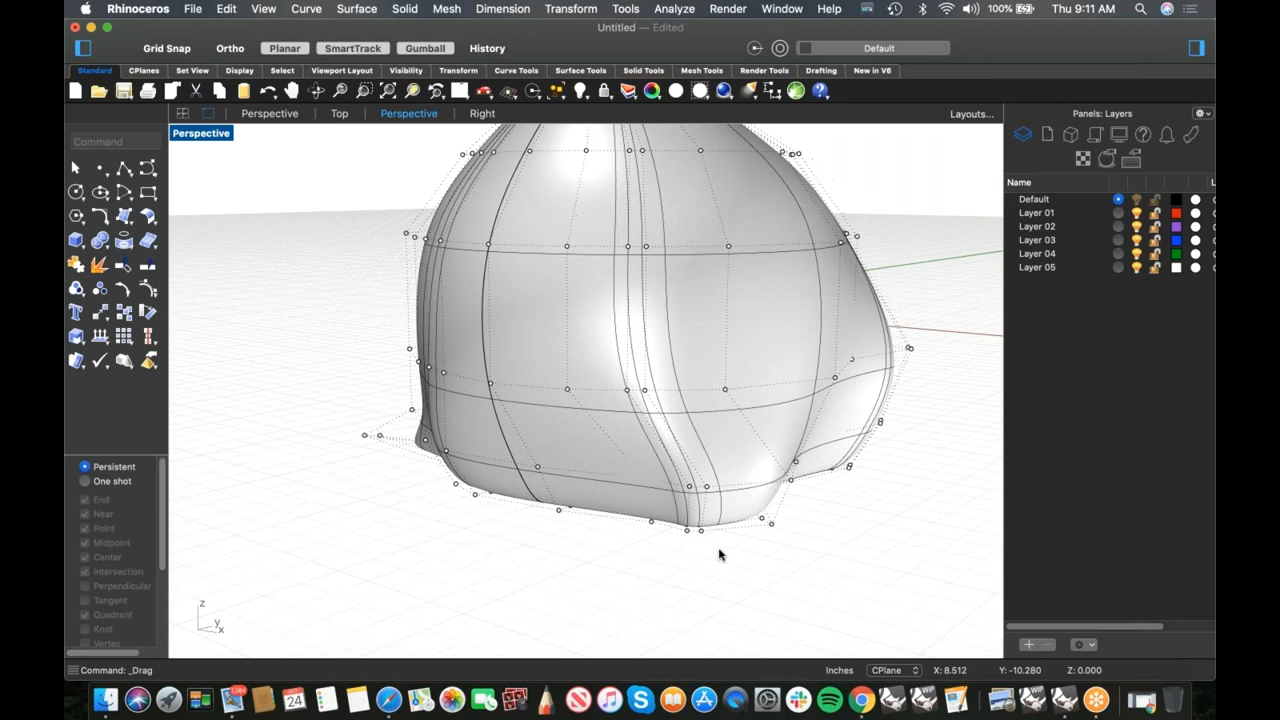 Rhinoceros File Edit View Curve Surface Solid Mesh Dimension Transform Tools Analyze Render Window Help 100% Thu 9:11 AM
Untitled — Edited
Grid Snap Ortho Planar SmartTrack Gumball History Default
Standard CPlanes Set View Display Select Viewport Layout Visibility Transform Curve Tools Surface Tools Solid Tools Mesh Tools Render Tools Drafting New in V6
Perspective Top Perspective Right Layouts... Panels: Layers
Perspective
Command
Name L
Default
Layer 01
Layer 02
Layer 03
Layer 04
Layer 05
Persistent
One shot
End
Near
Point
Midpoint
Center
Intersection
Perpendicular
Tangent
Quadrant
Knot
Vertex
z
y
x
Command: _Drag Inches CPlane X: 8.512 Y: -10.280 Z: 0.000
24